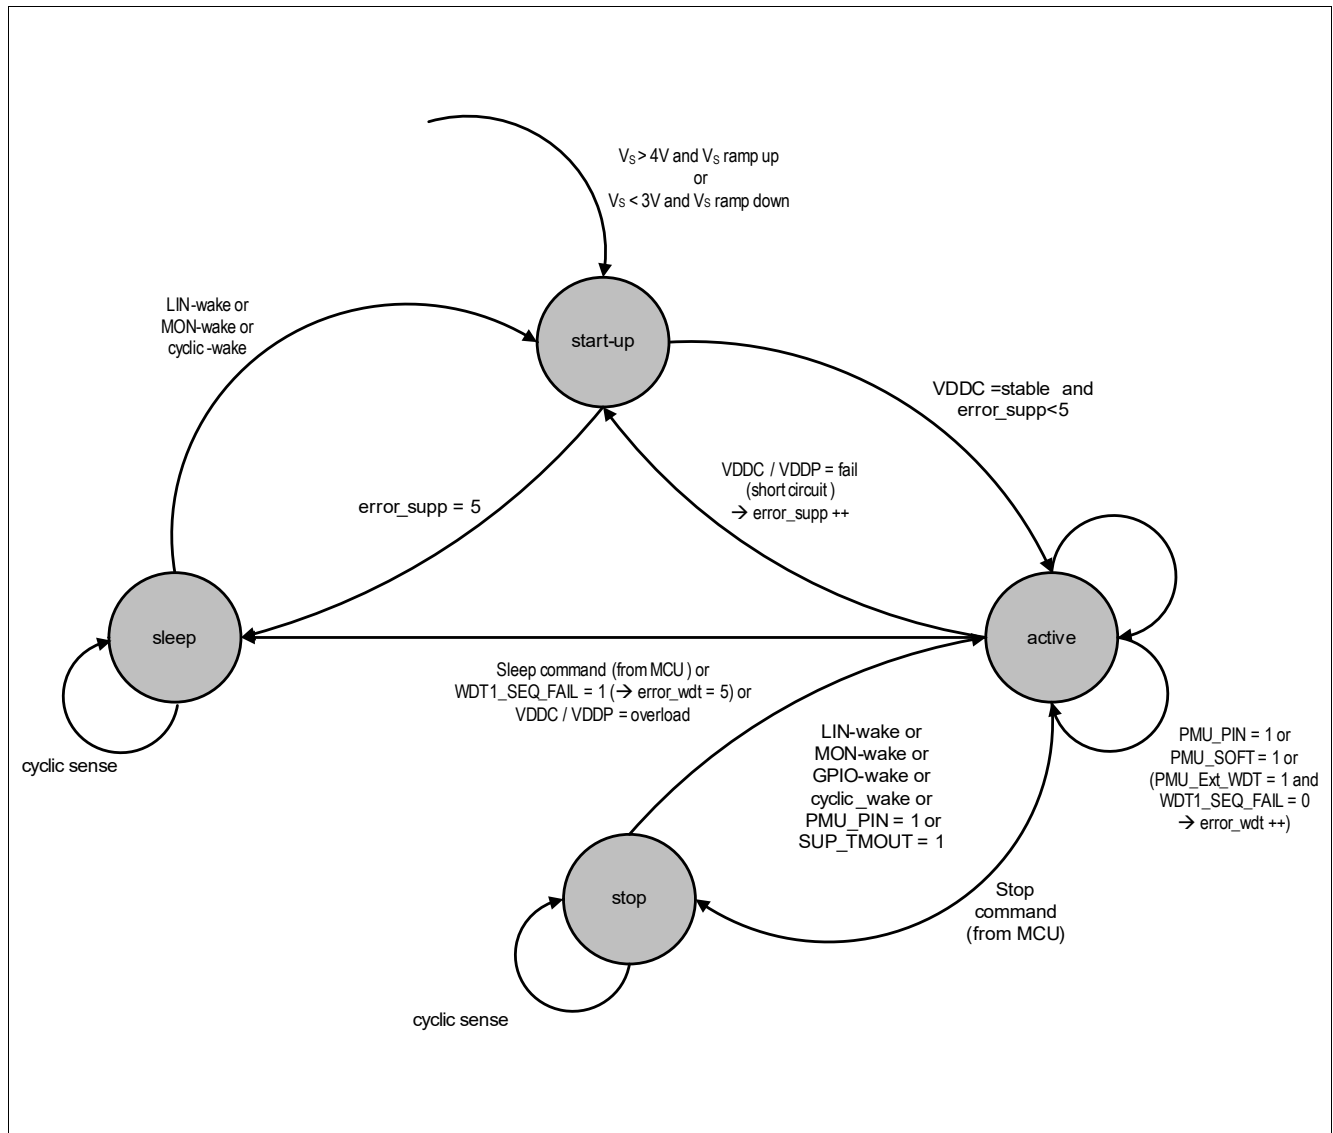 V_S > 4V and V_S ramp up
or
V_S < 3V and V_S ramp down
LIN-wake or
MON-wake or
cyclic -wake
start-up
VDDC =stable and
error_supp<5
VDDC / VDDP = fail
(short circuit )
→ error_supp ++
error_supp = 5
sleep
active
Sleep command (from MCU ) or
WDT1_SEQ_FAIL = 1 (→ error_wdt = 5) or
VDDC / VDDP = overload
cyclic sense
LIN-wake or
MON-wake or
GPIO-wake or
cyclic _wake or
PMU_PIN = 1 or
SUP_TMOUT = 1
PMU_PIN = 1 or
PMU_SOFT = 1 or
(PMU_Ext_WDT = 1 and
WDT1_SEQ_FAIL = 0
→ error_wdt ++)
stop
Stop
command
(from MCU)
cyclic sense